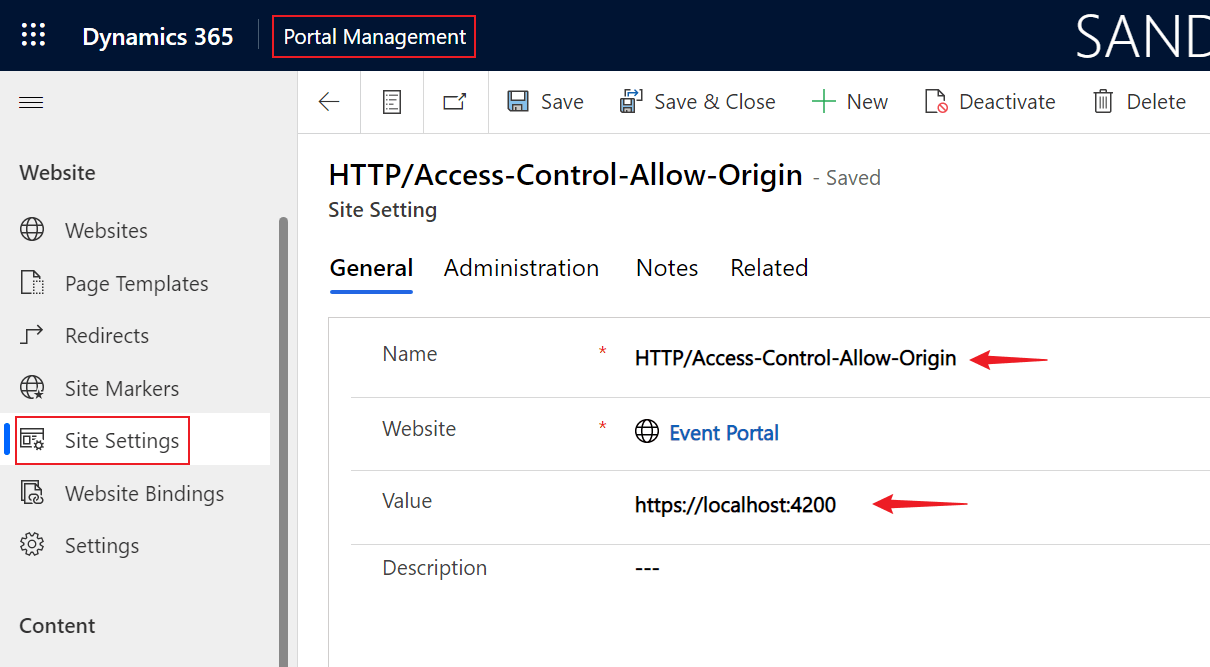 Dynamics 365 Portal Management SAND
Save Save & Close New Deactivate Delete
HTTP/Access-Control-Allow-Origin - Saved
Site Setting
General Administration Notes Related
Website
Websites
Page Templates
Redirects
Site Markers
Site Settings
Website Bindings
Settings
Content
Name * HTTP/Access-Control-Allow-Origin
Website * Event Portal
Value https://localhost:4200
Description ---